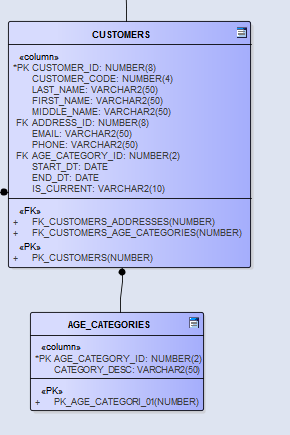 CUSTOMERS
«column»
*PK CUSTOMER_ID: NUMBER(8)
CUSTOMER_CODE: NUMBER(4)
LAST_NAME: VARCHAR2(50)
FIRST_NAME: VARCHAR2(50)
MIDDLE_NAME: VARCHAR2(50)
FK ADDRESS_ID: NUMBER(8)
EMAIL: VARCHAR2(50)
PHONE: VARCHAR2(50)
FK AGE_CATEGORY_ID: NUMBER(2)
START_DT: DATE
END_DT: DATE
IS_CURRENT: VARCHAR2(10)
«FK»
+ FK_CUSTOMERS_ADDRESSES(NUMBER)
+ FK_CUSTOMERS_AGE_CATEGORIES(NUMBER)
«PK»
+ PK_CUSTOMERS(NUMBER)
AGE_CATEGORIES
«column»
*PK AGE_CATEGORY_ID: NUMBER(2)
CATEGORY_DESC: VARCHAR2(50)
«PK»
+ PK_AGE_CATEGORI_01(NUMBER)